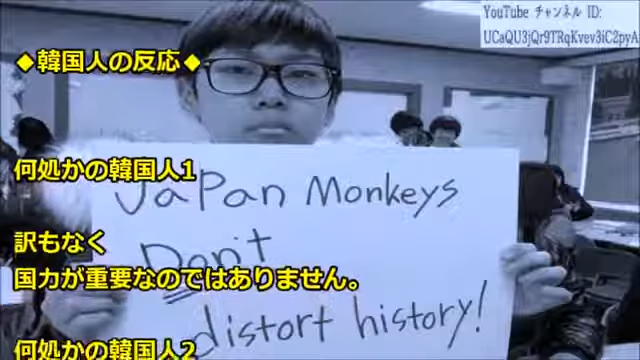 YouTube チャンネル ID:
UCaQU3jQr9TRqKvev3iC2pyA
◆韓国人の反応◆
何処かの韓国人1
Japan Monkeys
訳もなく
Don't
国力が重要なのではありません。
distort history!
何処かの韓国人2